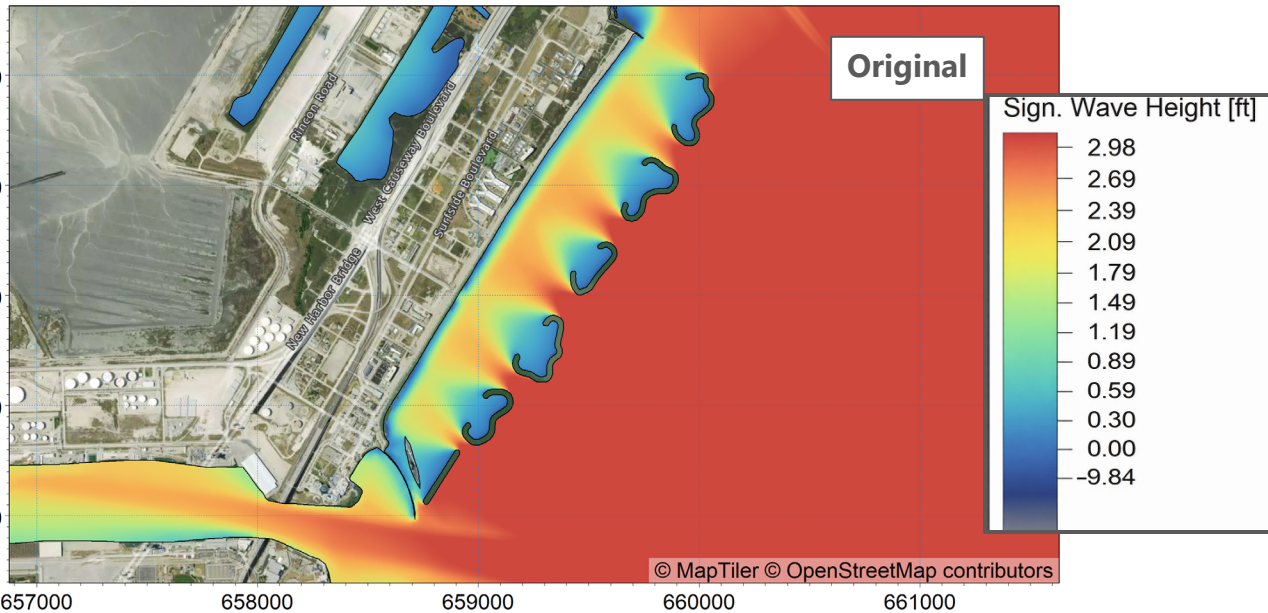 Original
Sign. Wave Height [ft]
2.98
2.69
2.39
2.09
1.79
1.49
1.19
0.89
0.59
0.30
0.00
-9.84
Rincon Road
West Causeway Boulevard
Surfside Boulevard
New Harbor Bridge
© MapTiler © OpenStreetMap contributors
657000 658000 659000 660000 661000